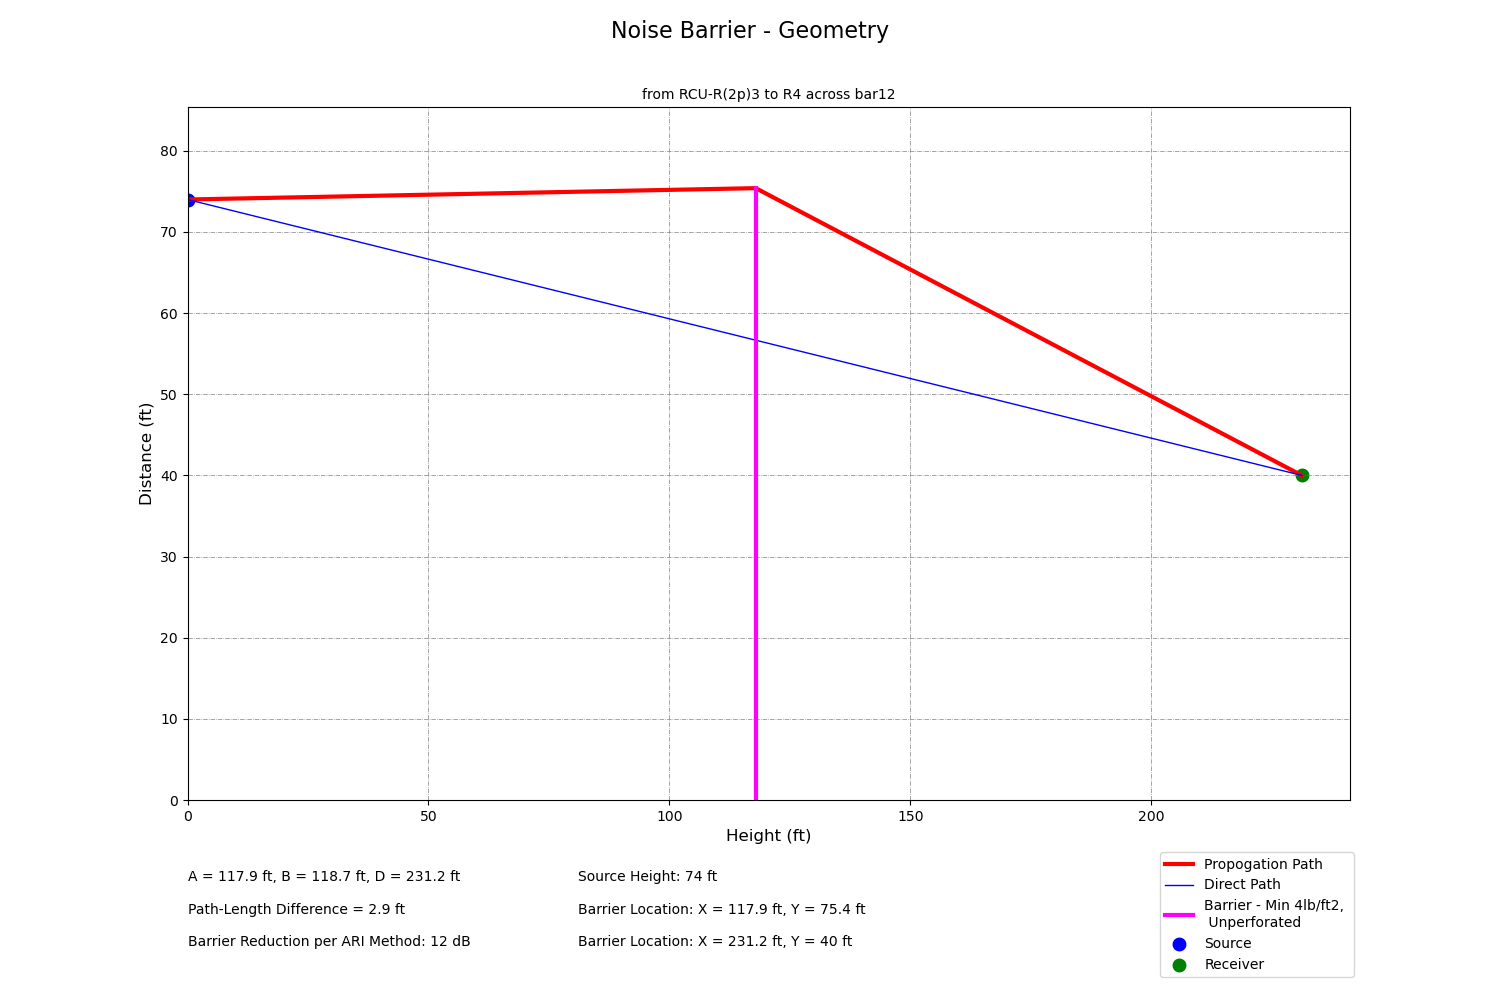 Noise Barrier - Geometry
from RCU-R(2p)3 to R4 across bar12
80
70
60
50
40
30
20
10
0
Distance (ft)
0 50 100 150 200
Height (ft)
A = 117.9 ft, B = 118.7 ft, D = 231.2 ft
Path-Length Difference = 2.9 ft
Barrier Reduction per ARI Method: 12 dB
Source Height: 74 ft
Barrier Location: X = 117.9 ft, Y = 75.4 ft
Barrier Location: X = 231.2 ft, Y = 40 ft
Propogation Path
Direct Path
Barrier - Min 4lb/ft2,
Unperforated
Source
Receiver